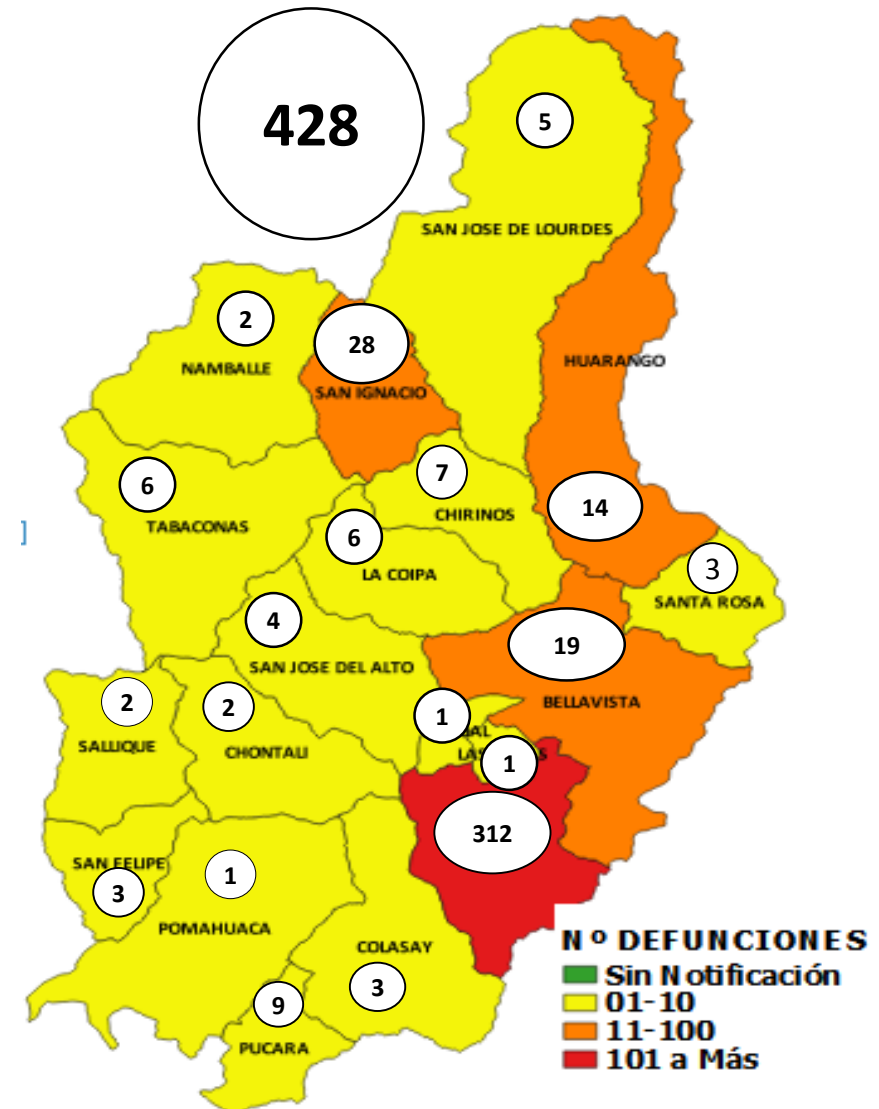 428
5
SAN JOSE DE LOURDES
2
NAMBALLE
28
SAN IGNACIO
HUARANGO
6
TABACONAS
7
CHIRINOS
14
6
LA COIPA
3
SANTA ROSA
4
SAN JOSE DEL ALTO
19
BELLAVISTA
2
SALLIQUE
2
CHONTALI
1
1
312
SAN FELIPE
3
1
POMAHUACA
COLASAY
3
9
PUCARA
]
Nº DEFUNCIONES
Sin Notificación
01-10
11-100
101 a Más